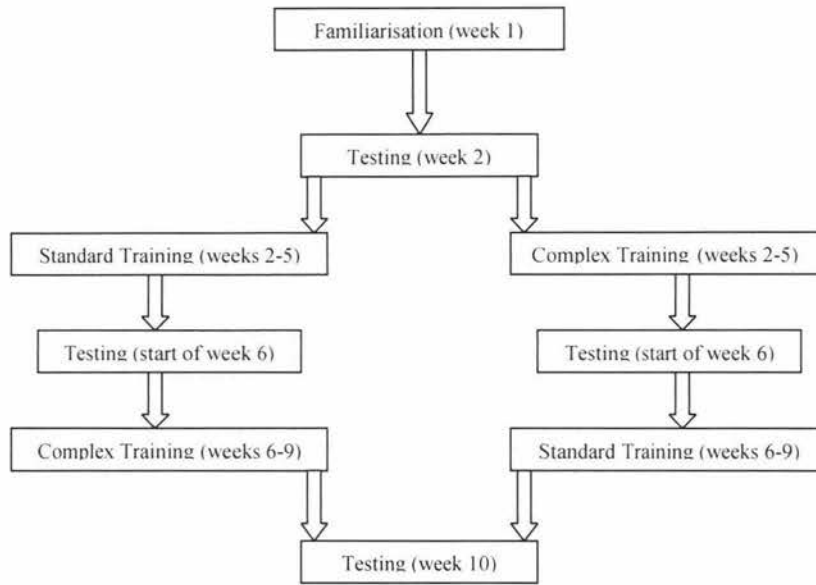 Familiarisation (week 1)
Testing (week 2)
Standard Training (weeks 2-5)
Complex Training (weeks 2-5)
Testing (start of week 6)
Testing (start of week 6)
Complex Training (weeks 6-9)
Standard Training (weeks 6-9)
Testing (week 10)